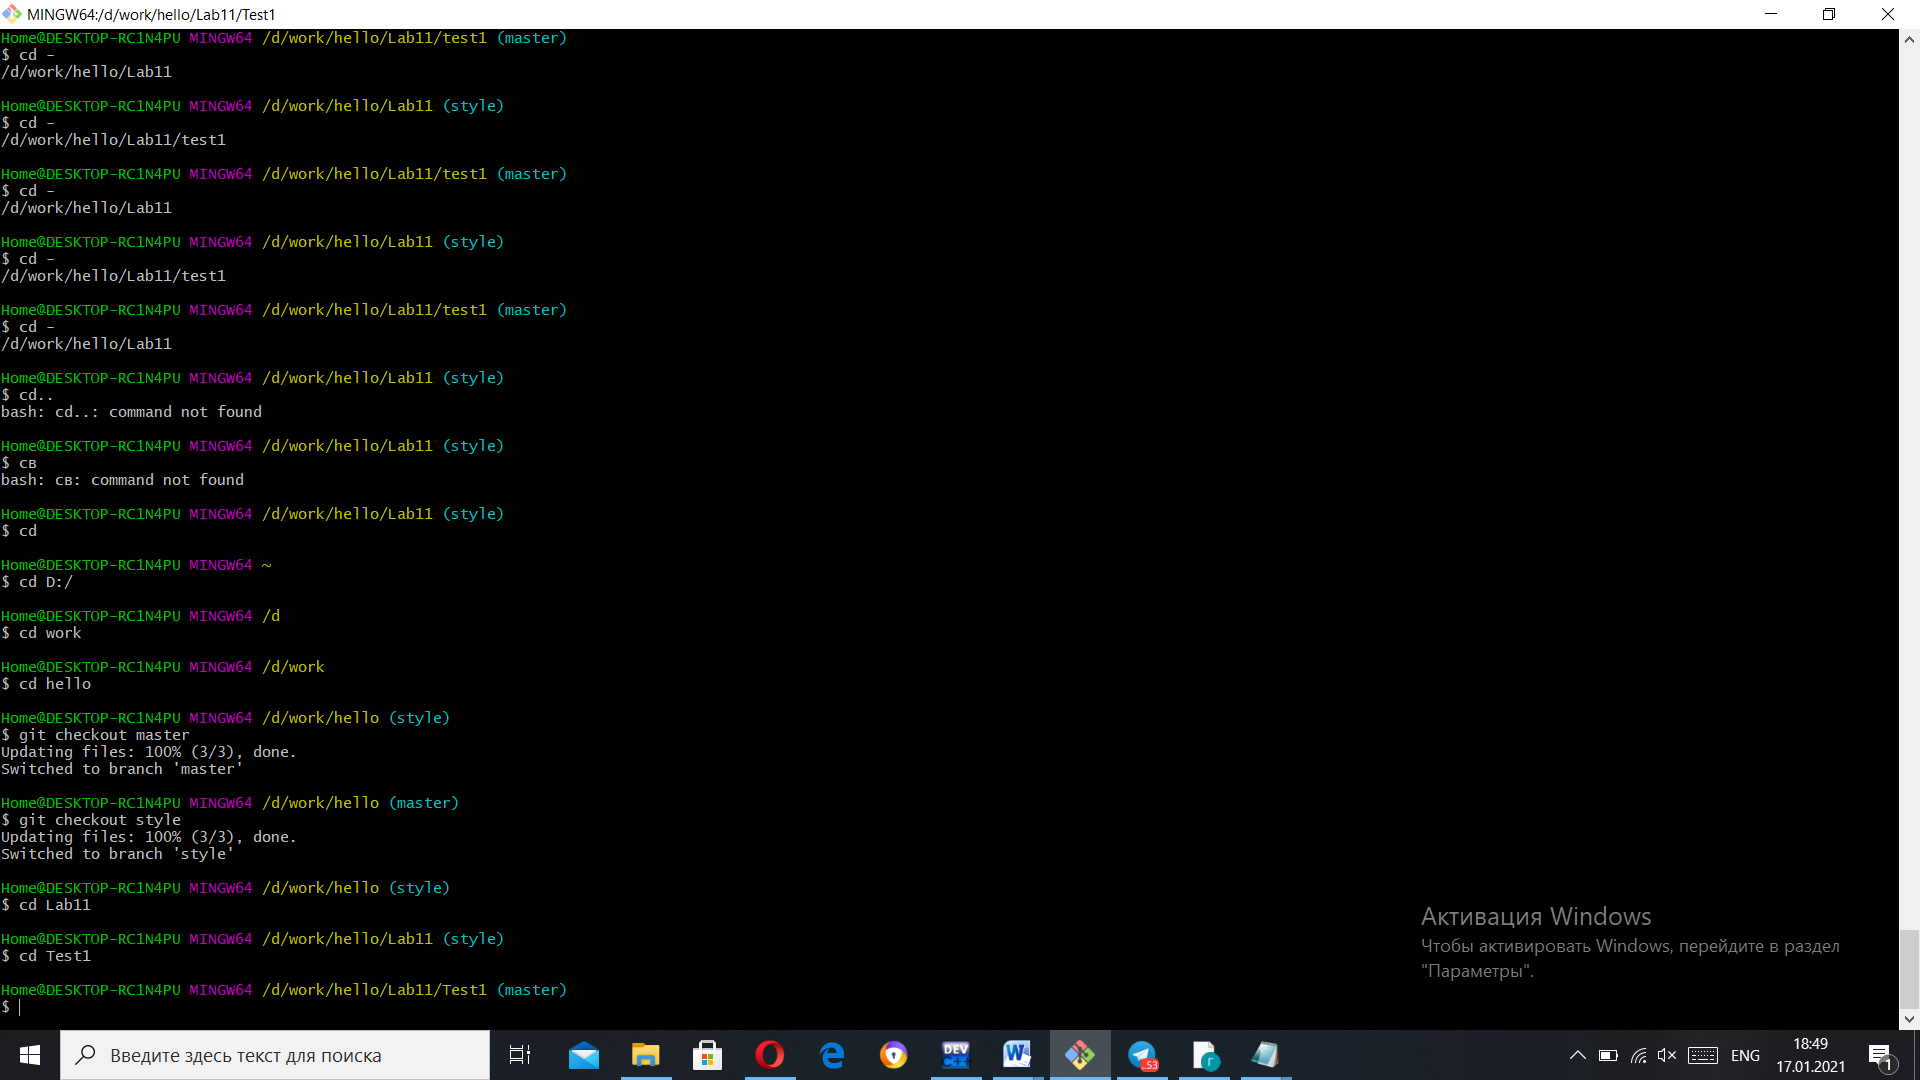 MINGW64:/d/work/hello/Lab11/Test1
Home@DESKTOP-RC1N4PU MINGW64 /d/work/hello/Lab11/test1 (master)
$ cd -
/d/work/hello/Lab11
Home@DESKTOP-RC1N4PU MINGW64 /d/work/hello/Lab11 (style)
$ cd -
/d/work/hello/Lab11/test1
Home@DESKTOP-RC1N4PU MINGW64 /d/work/hello/Lab11/test1 (master)
$ cd -
/d/work/hello/Lab11
Home@DESKTOP-RC1N4PU MINGW64 /d/work/hello/Lab11 (style)
$ cd -
/d/work/hello/Lab11/test1
Home@DESKTOP-RC1N4PU MINGW64 /d/work/hello/Lab11/test1 (master)
$ cd -
/d/work/hello/Lab11
Home@DESKTOP-RC1N4PU MINGW64 /d/work/hello/Lab11 (style)
$ cd..
bash: cd..: command not found
Home@DESKTOP-RC1N4PU MINGW64 /d/work/hello/Lab11 (style)
$ св
bash: св: command not found
Home@DESKTOP-RC1N4PU MINGW64 /d/work/hello/Lab11 (style)
$ cd
Home@DESKTOP-RC1N4PU MINGW64 ~
$ cd D:/
Home@DESKTOP-RC1N4PU MINGW64 /d
$ cd work
Home@DESKTOP-RC1N4PU MINGW64 /d/work
$ cd hello
Home@DESKTOP-RC1N4PU MINGW64 /d/work/hello (style)
$ git checkout master
Updating files: 100% (3/3), done.
Switched to branch 'master'
Home@DESKTOP-RC1N4PU MINGW64 /d/work/hello (master)
$ git checkout style
Updating files: 100% (3/3), done.
Switched to branch 'style'
Home@DESKTOP-RC1N4PU MINGW64 /d/work/hello (style)
$ cd Lab11
Home@DESKTOP-RC1N4PU MINGW64 /d/work/hello/Lab11 (style)
$ cd Test1
Home@DESKTOP-RC1N4PU MINGW64 /d/work/hello/Lab11/Test1 (master)
$
Активация Windows
Чтобы активировать Windows, перейдите в раздел
"Параметры".
Введите здесь текст для поиска
DEV
C++
W
..53
r
ENG
18:49
17.01.2021
1